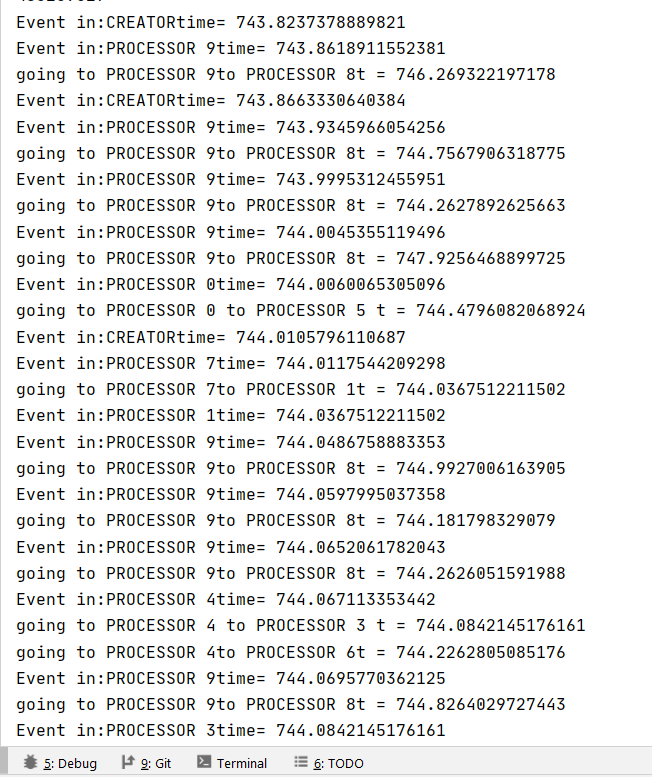 Event in:CREATORtime= 743.8237378889821
Event in:PROCESSOR 9time= 743.8618911552381
going to PROCESSOR 9to PROCESSOR 8t = 746.269322197178
Event in:CREATORtime= 743.8663330640384
Event in:PROCESSOR 9time= 743.9345966054256
going to PROCESSOR 9to PROCESSOR 8t = 744.7567906318775
Event in:PROCESSOR 9time= 743.9995312455951
going to PROCESSOR 9to PROCESSOR 8t = 744.2627892625663
Event in:PROCESSOR 9time= 744.0045355119496
going to PROCESSOR 9to PROCESSOR 8t = 747.9256468899725
Event in:PROCESSOR 0time= 744.0060065305096
going to PROCESSOR 0 to PROCESSOR 5 t = 744.4796082068924
Event in:CREATORtime= 744.0105796110687
Event in:PROCESSOR 7time= 744.0117544209298
going to PROCESSOR 7to PROCESSOR 1t = 744.0367512211502
Event in:PROCESSOR 1time= 744.0367512211502
Event in:PROCESSOR 9time= 744.0486758883353
going to PROCESSOR 9to PROCESSOR 8t = 744.9927006163905
Event in:PROCESSOR 9time= 744.0597995037358
going to PROCESSOR 9to PROCESSOR 8t = 744.181798329079
Event in:PROCESSOR 9time= 744.0652061782043
going to PROCESSOR 9to PROCESSOR 8t = 744.2626051591988
Event in:PROCESSOR 4time= 744.067113353442
going to PROCESSOR 4 to PROCESSOR 3 t = 744.0842145176161
going to PROCESSOR 4to PROCESSOR 6t = 744.2262805085176
Event in:PROCESSOR 9time= 744.0695770362125
going to PROCESSOR 9to PROCESSOR 8t = 744.8264029727443
Event in:PROCESSOR 3time= 744.0842145176161
5: Debug 9: Git Terminal 6: TODO